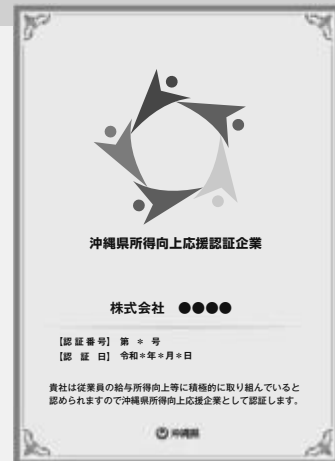 沖縄県所得向上応援認証企業
株式会社 ●●●●
【認証番号】 第 ＊ 号
【認 証 日】 令和＊年＊月＊日
貴社は従業員の給与所得向上等に積極的に取り組んでいると
認められますので沖縄県所得向上応援企業として認証します。
沖縄県